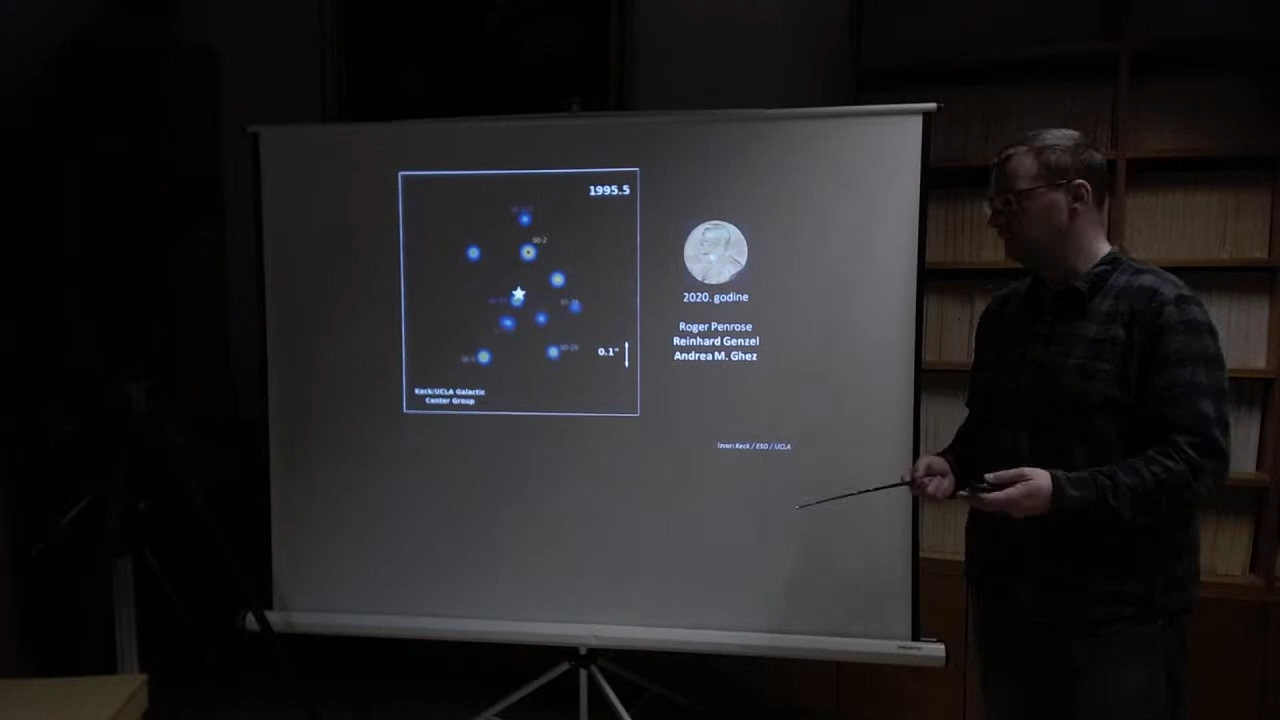 1995.5
S0-2
0.1"
Keck/UCLA Galactic
Center Group
2020. godine
Roger Penrose
Reinhard Genzel
Andrea M. Ghez
Izvor: Keck / ESO / UCLA